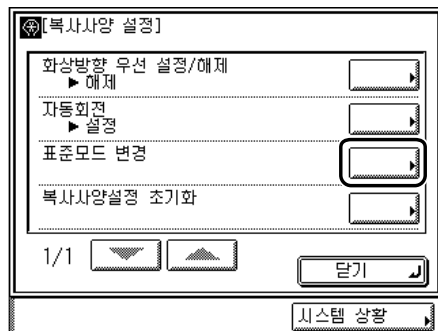 [복사사양 설정]
화상방향 우선 설정/해제
▶ 해제
자동회전
▶ 설정
표준모드 변경
복사사양설정 초기화
1/1
닫기
시스템 상황